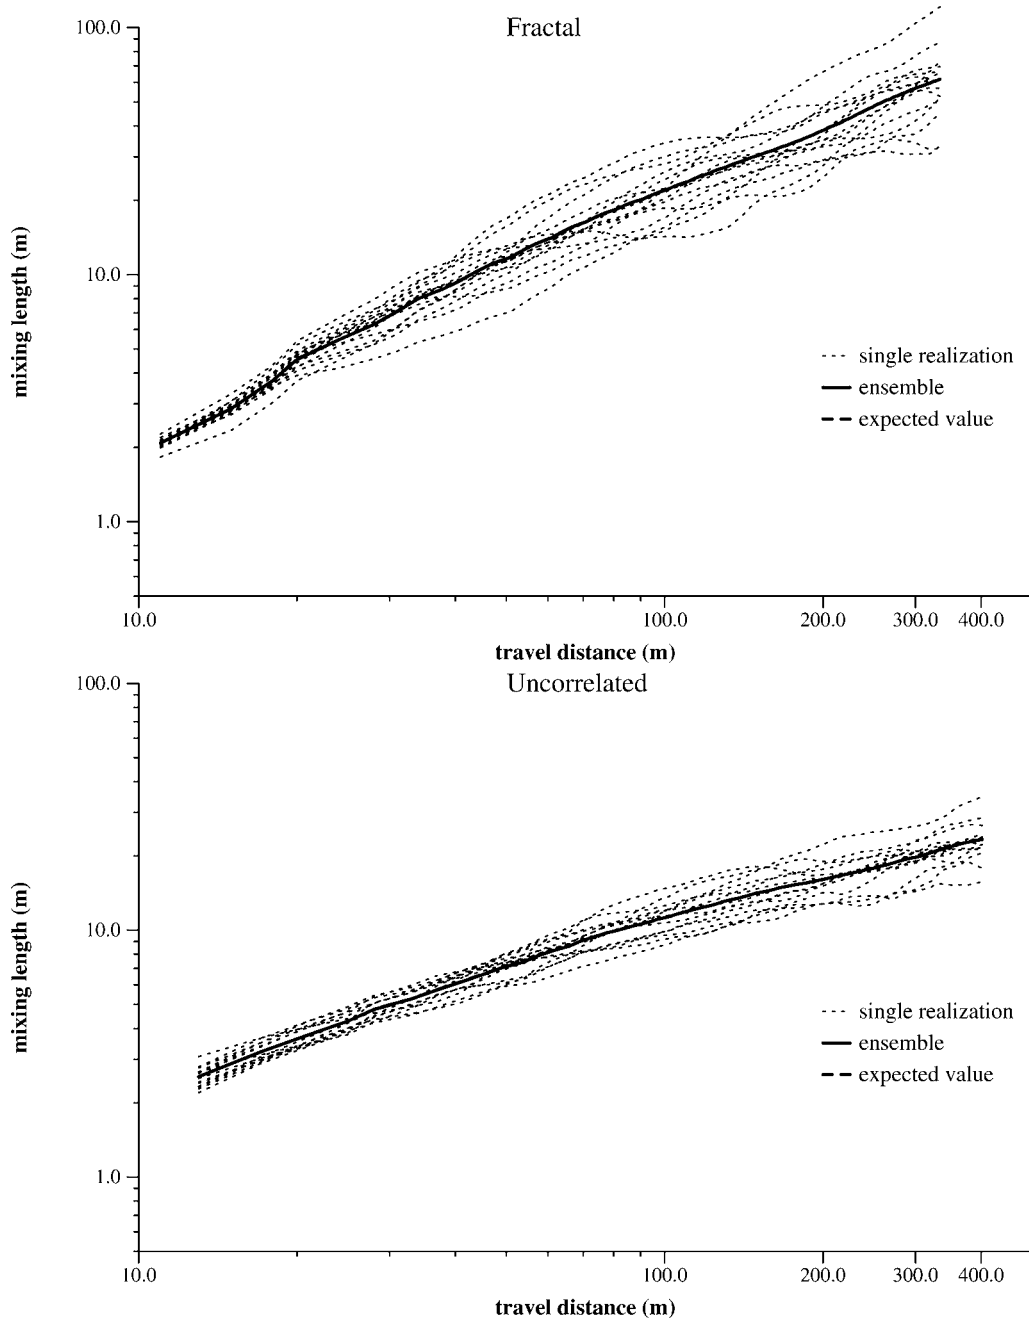 Fractal
100.0
10.0
1.0
mixing length (m)
single realization
ensemble
expected value
10.0 100.0 200.0 300.0 400.0
travel distance (m)
Uncorrelated
100.0
10.0
1.0
mixing length (m)
single realization
ensemble
expected value
10.0 100.0 200.0 300.0 400.0
travel distance (m)